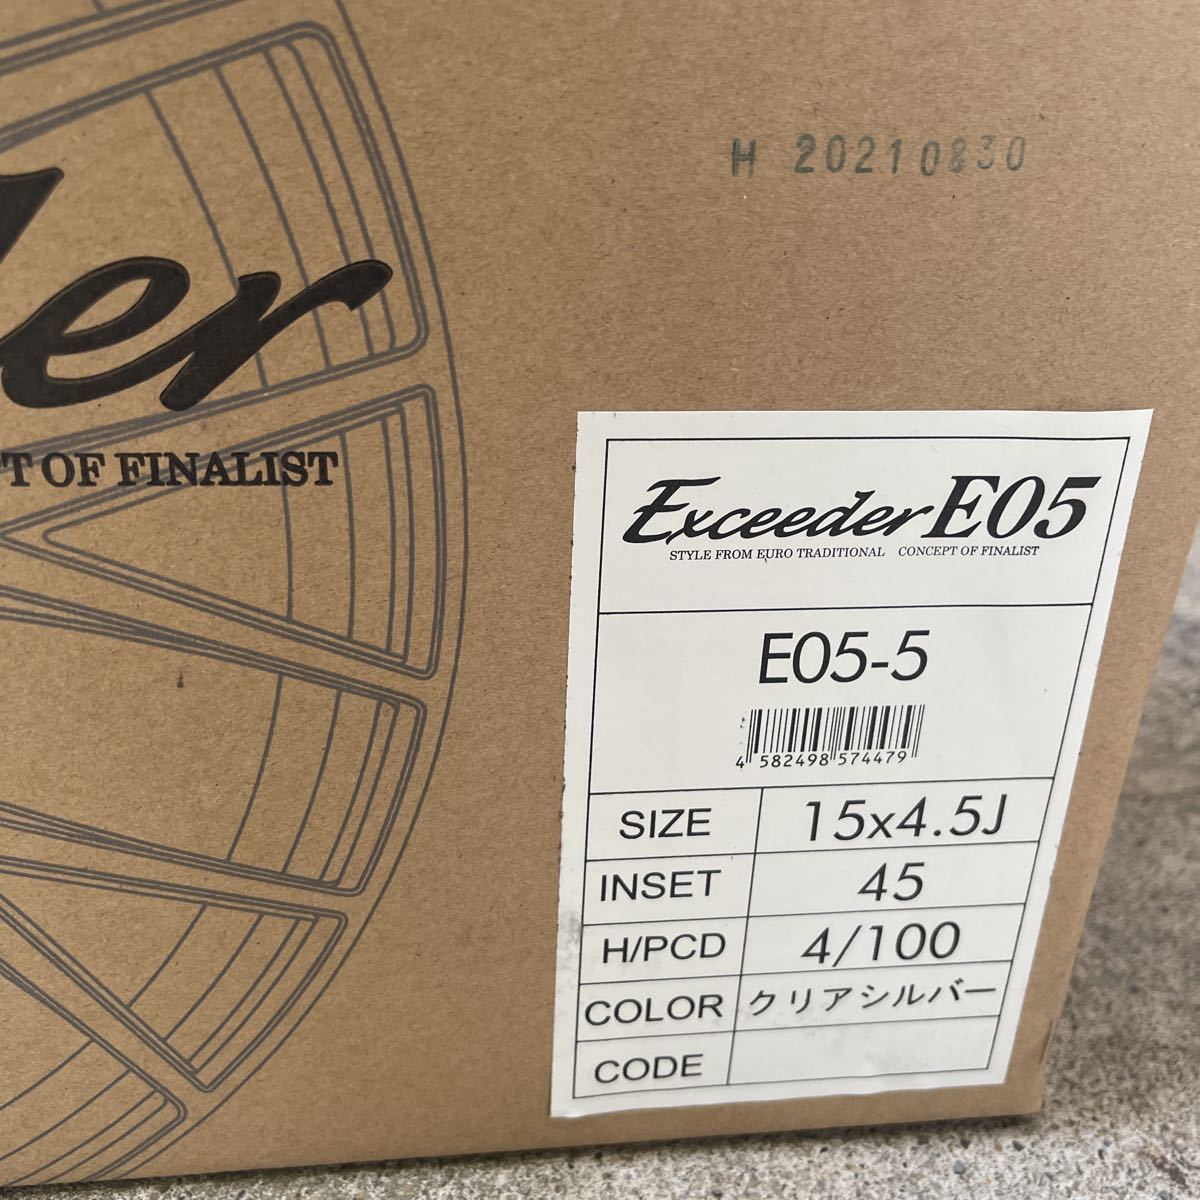 H 20210830
der
T OF FINALIST
Exceeder E05
STYLE FROM EURO TRADITIONAL CONCEPT OF FINALIST
E05-5
4 582498 574479
SIZE 15x4.5J
INSET 45
H/PCD 4/100
COLOR クリアシルバー
CODE